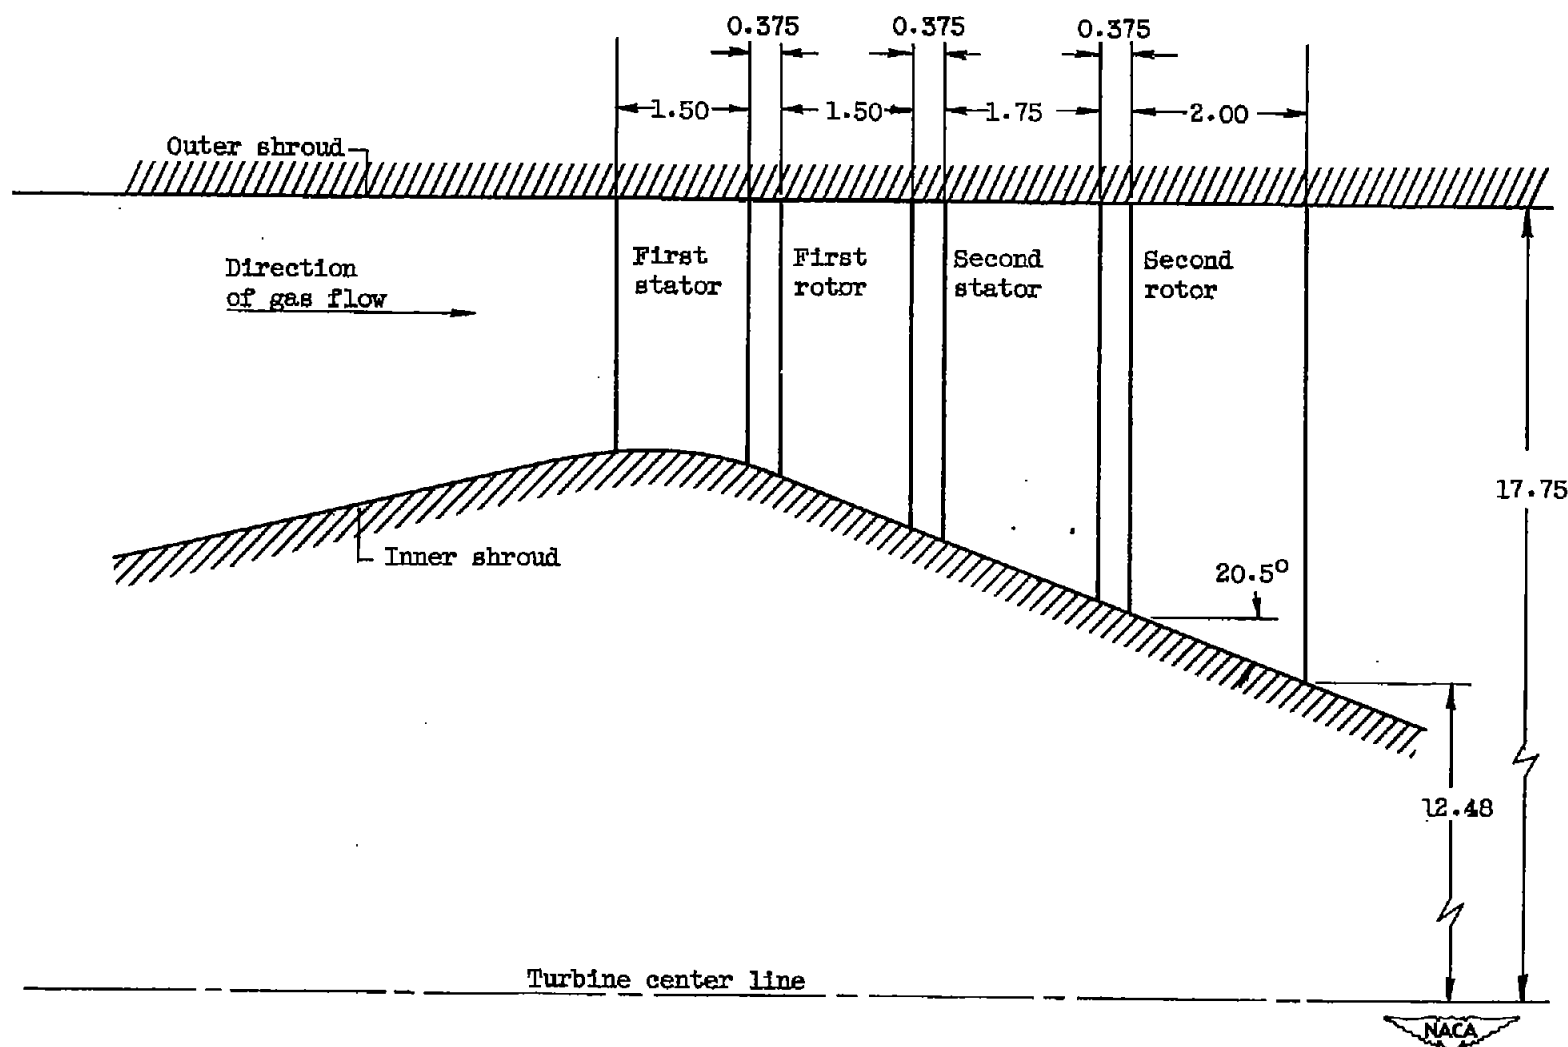 0.375 0.375 0.375
1.50 1.50 1.75 2.00
Outer shroud
Direction
of gas flow
First
stator
First
rotor
Second
stator
Second
rotor
17.75
Inner shroud
20.5°
12.48
Turbine center line
NACA